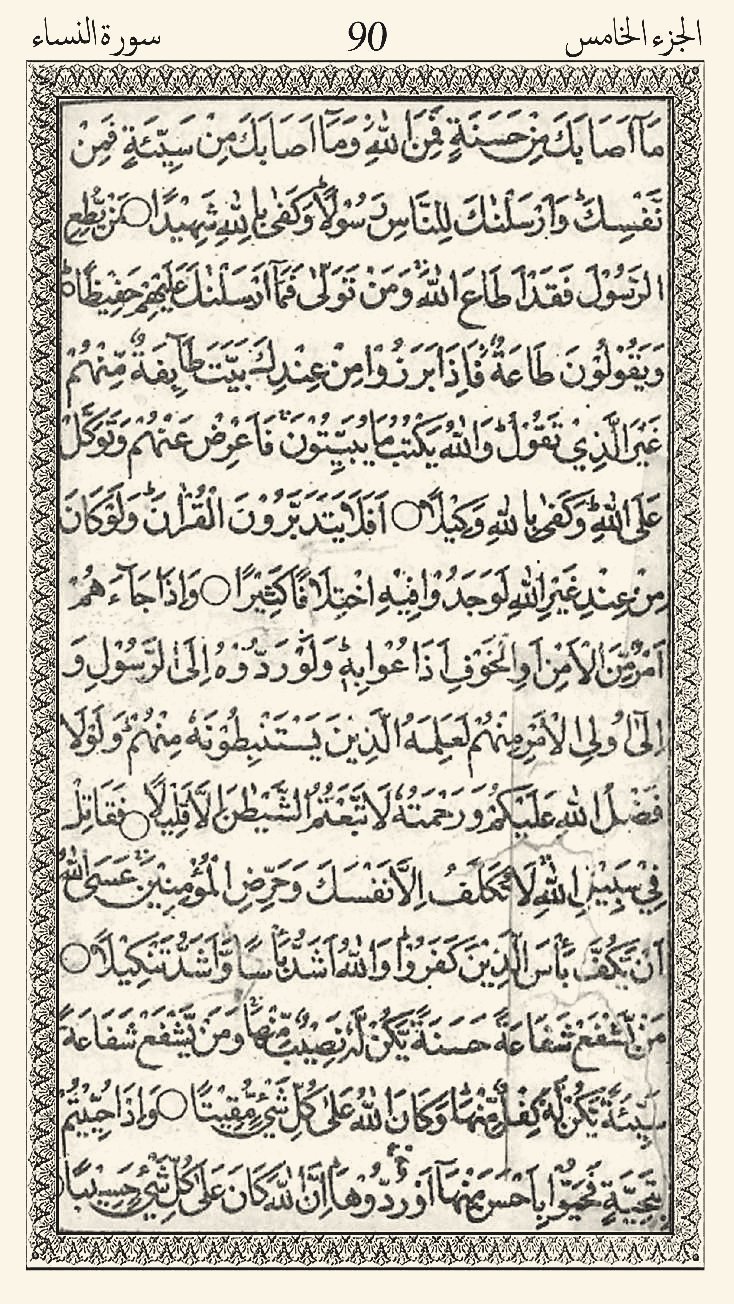 الجزء الخامس 90 سورة النساء
مَاۤ اَصَابَكَ مِنْ حَسَنَةٍ فَمِنَ اللّٰهِ ؗ وَمَاۤ اَصَابَكَ مِنْ سَیِّئَةٍ فَمِنْ
نَّفْسِكَ ؕ وَاَرْسَلْنٰكَ لِلنَّاسِ رَسُوْلًا ؕ وَكَفٰی بِاللّٰهِ شَهِیْدًا ○ مَنْ یُّطِعِ
الرَّسُوْلَ فَقَدْ اَطَاعَ اللّٰهَ ۚ وَمَنْ تَوَلّٰی فَمَاۤ اَرْسَلْنٰكَ عَلَیْهِمْ حَفِیْظًا ؕ
وَیَقُوْلُوْنَ طَاعَةٌ ؗ فَاِذَا بَرَزُوْا مِنْ عِنْدِكَ بَیَّتَ طَآىِٕفَةٌ مِّنْهُمْ
غَیْرَ الَّذِیْ تَقُوْلُ ؕ وَاللّٰهُ یَكْتُبُ مَا یُبَیِّتُوْنَ ۚ فَاَعْرِضْ عَنْهُمْ وَتَوَكَّلْ
عَلَی اللّٰهِ ؕ وَكَفٰی بِاللّٰهِ وَكِیْلًا ○ اَفَلَا یَتَدَبَّرُوْنَ الْقُرْاٰنَ ؕ وَلَوْ كَانَ
مِنْ عِنْدِ غَیْرِ اللّٰهِ لَوَجَدُوْا فِیْهِ اخْتِلَافًا كَثِیْرًا ○ وَاِذَا جَآءَهُمْ
اَمْرٌ مِّنَ الْاَمْنِ اَوِ الْخَوْفِ اَذَاعُوْا بِهٖ ؕ وَلَوْ رَدُّوْهُ اِلَی الرَّسُوْلِ وَ
اِلٰۤی اُولِی الْاَمْرِ مِنْهُمْ لَعَلِمَهُ الَّذِیْنَ یَسْتَنْۢبِطُوْنَهٗ مِنْهُمْ ؕ وَلَوْلَا
فَضْلُ اللّٰهِ عَلَیْكُمْ وَرَحْمَتُهٗ لَاتَّبَعْتُمُ الشَّیْطٰنَ اِلَّا قَلِیْلًا ○ فَقَاتِلْ
فِیْ سَبِیْلِ اللّٰهِ ۚ لَا تُكَلَّفُ اِلَّا نَفْسَكَ وَحَرِّضِ الْمُؤْمِنِیْنَ ۚ عَسَی اللّٰهُ
اَنْ یَّكُفَّ بَاْسَ الَّذِیْنَ كَفَرُوْا ؕ وَاللّٰهُ اَشَدُّ بَاْسًا وَّاَشَدُّ تَنْكِیْلًا ○
مَنْ یَّشْفَعْ شَفَاعَةً حَسَنَةً یَّكُنْ لَّهٗ نَصِیْبٌ مِّنْهَا ۚ وَمَنْ یَّشْفَعْ شَفَاعَةً
سَیِّئَةً یَّكُنْ لَّهٗ كِفْلٌ مِّنْهَا ؕ وَكَانَ اللّٰهُ عَلٰی كُلِّ شَیْءٍ مُّقِیْتًا ○ وَاِذَا حُیِّیْتُمْ
بِتَحِیَّةٍ فَحَیُّوْا بِاَحْسَنَ مِنْهَاۤ اَوْ رُدُّوْهَا ؕ اِنَّ اللّٰهَ كَانَ عَلٰی كُلِّ شَیْءٍ حَسِیْبًا